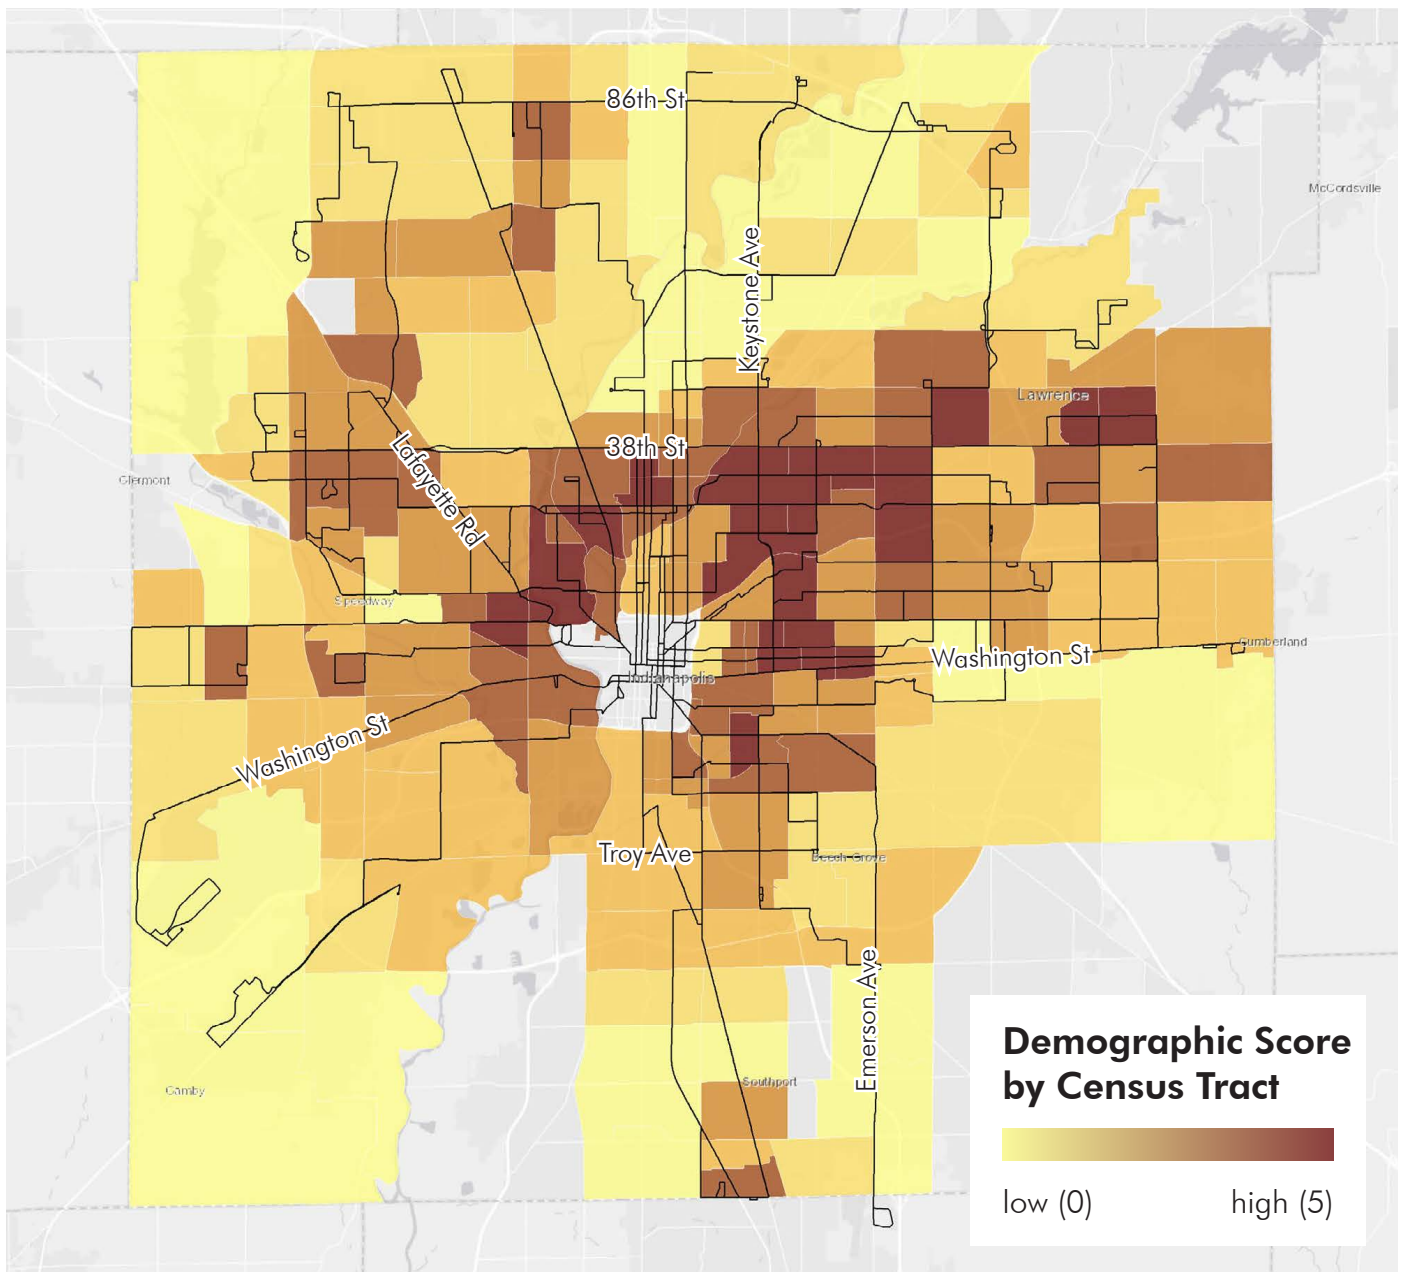 86th St
McCordsville
Keystone Ave
Lawrence
38th St
Clermont
Lafayette Rd
Speedway
Cumberland
Washington St
Indianapolis
Washington St
Troy Ave
Beech Grove
Emerson Ave
Southport
Camby
Demographic Score
by Census Tract
low (0) high (5)